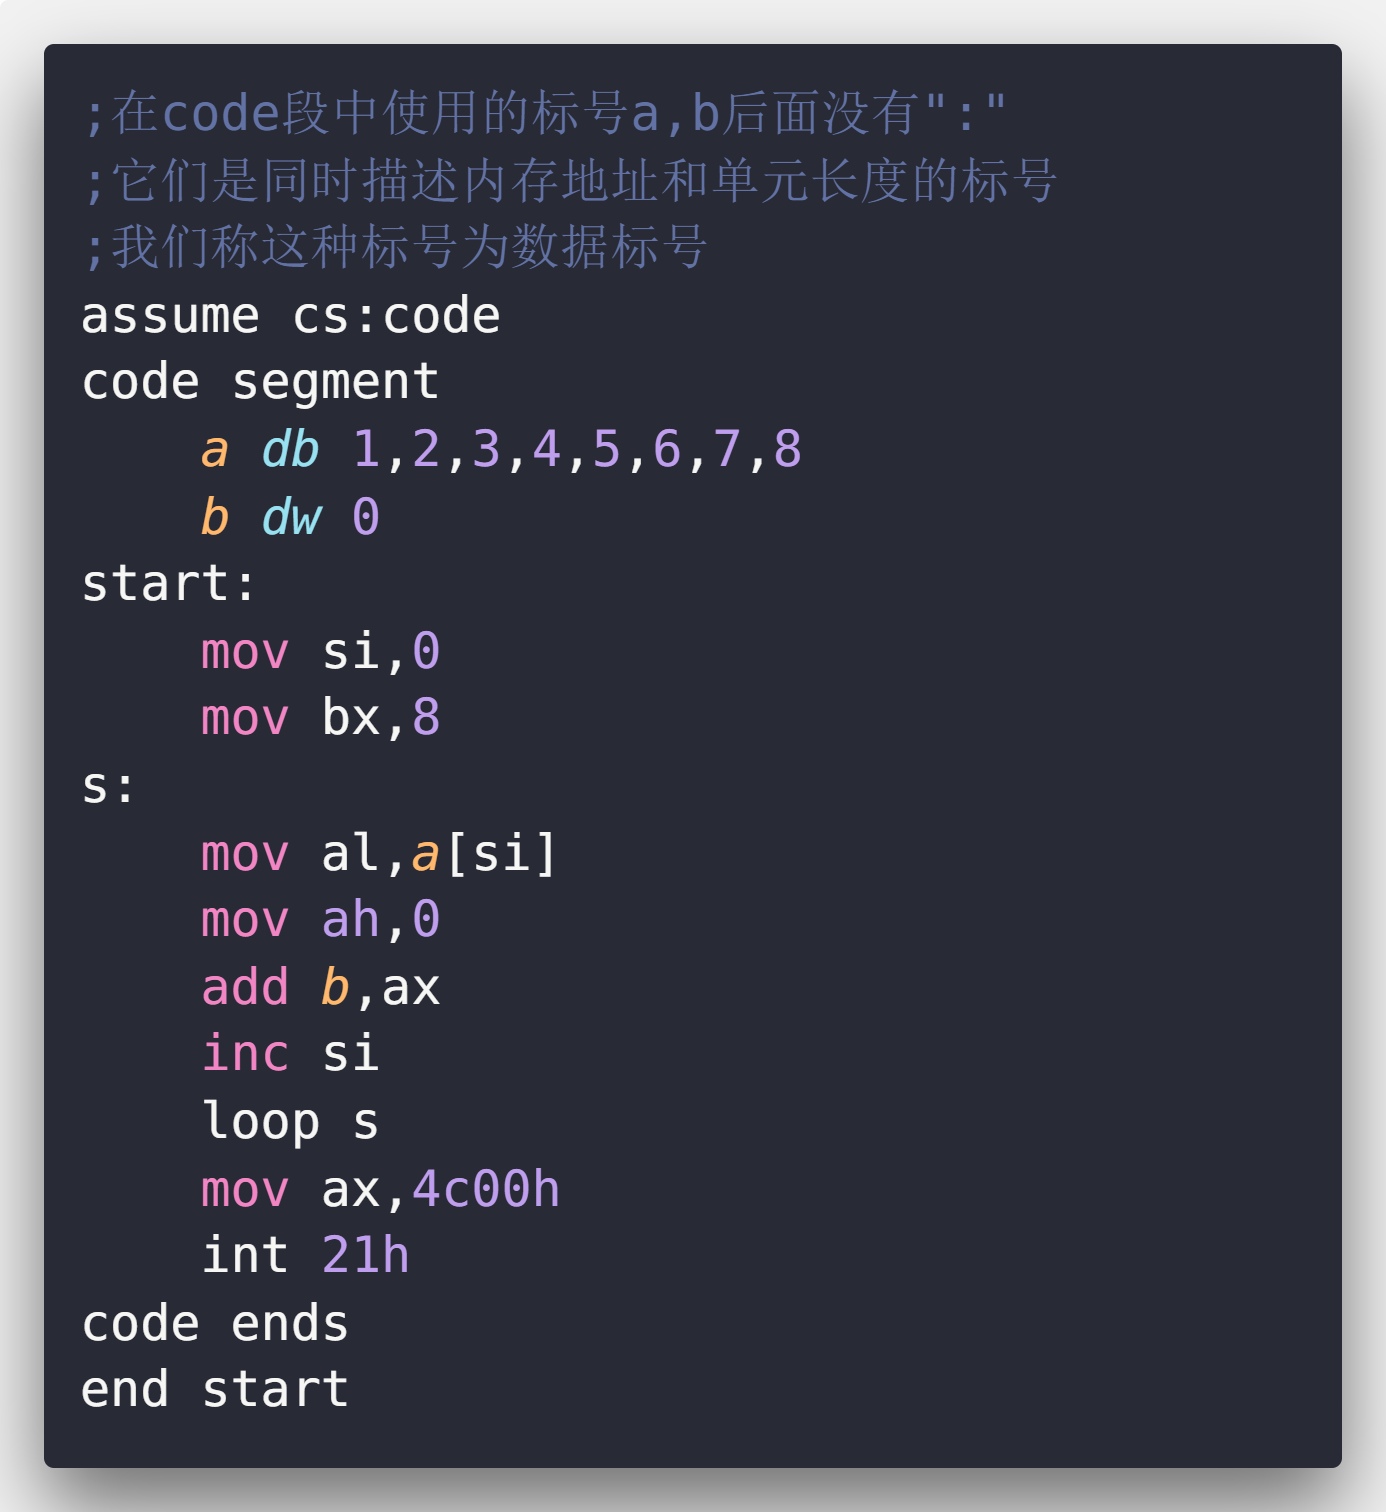 ;在code段中使用的标号a,b后面没有":"
;它们是同时描述内存地址和单元长度的标号
;我们称这种标号为数据标号
assume cs:code
code segment
    a db 1,2,3,4,5,6,7,8
    b dw 0
start:
    mov si,0
    mov bx,8
s:
    mov al,a[si]
    mov ah,0
    add b,ax
    inc si
    loop s
    mov ax,4c00h
    int 21h
code ends
end start